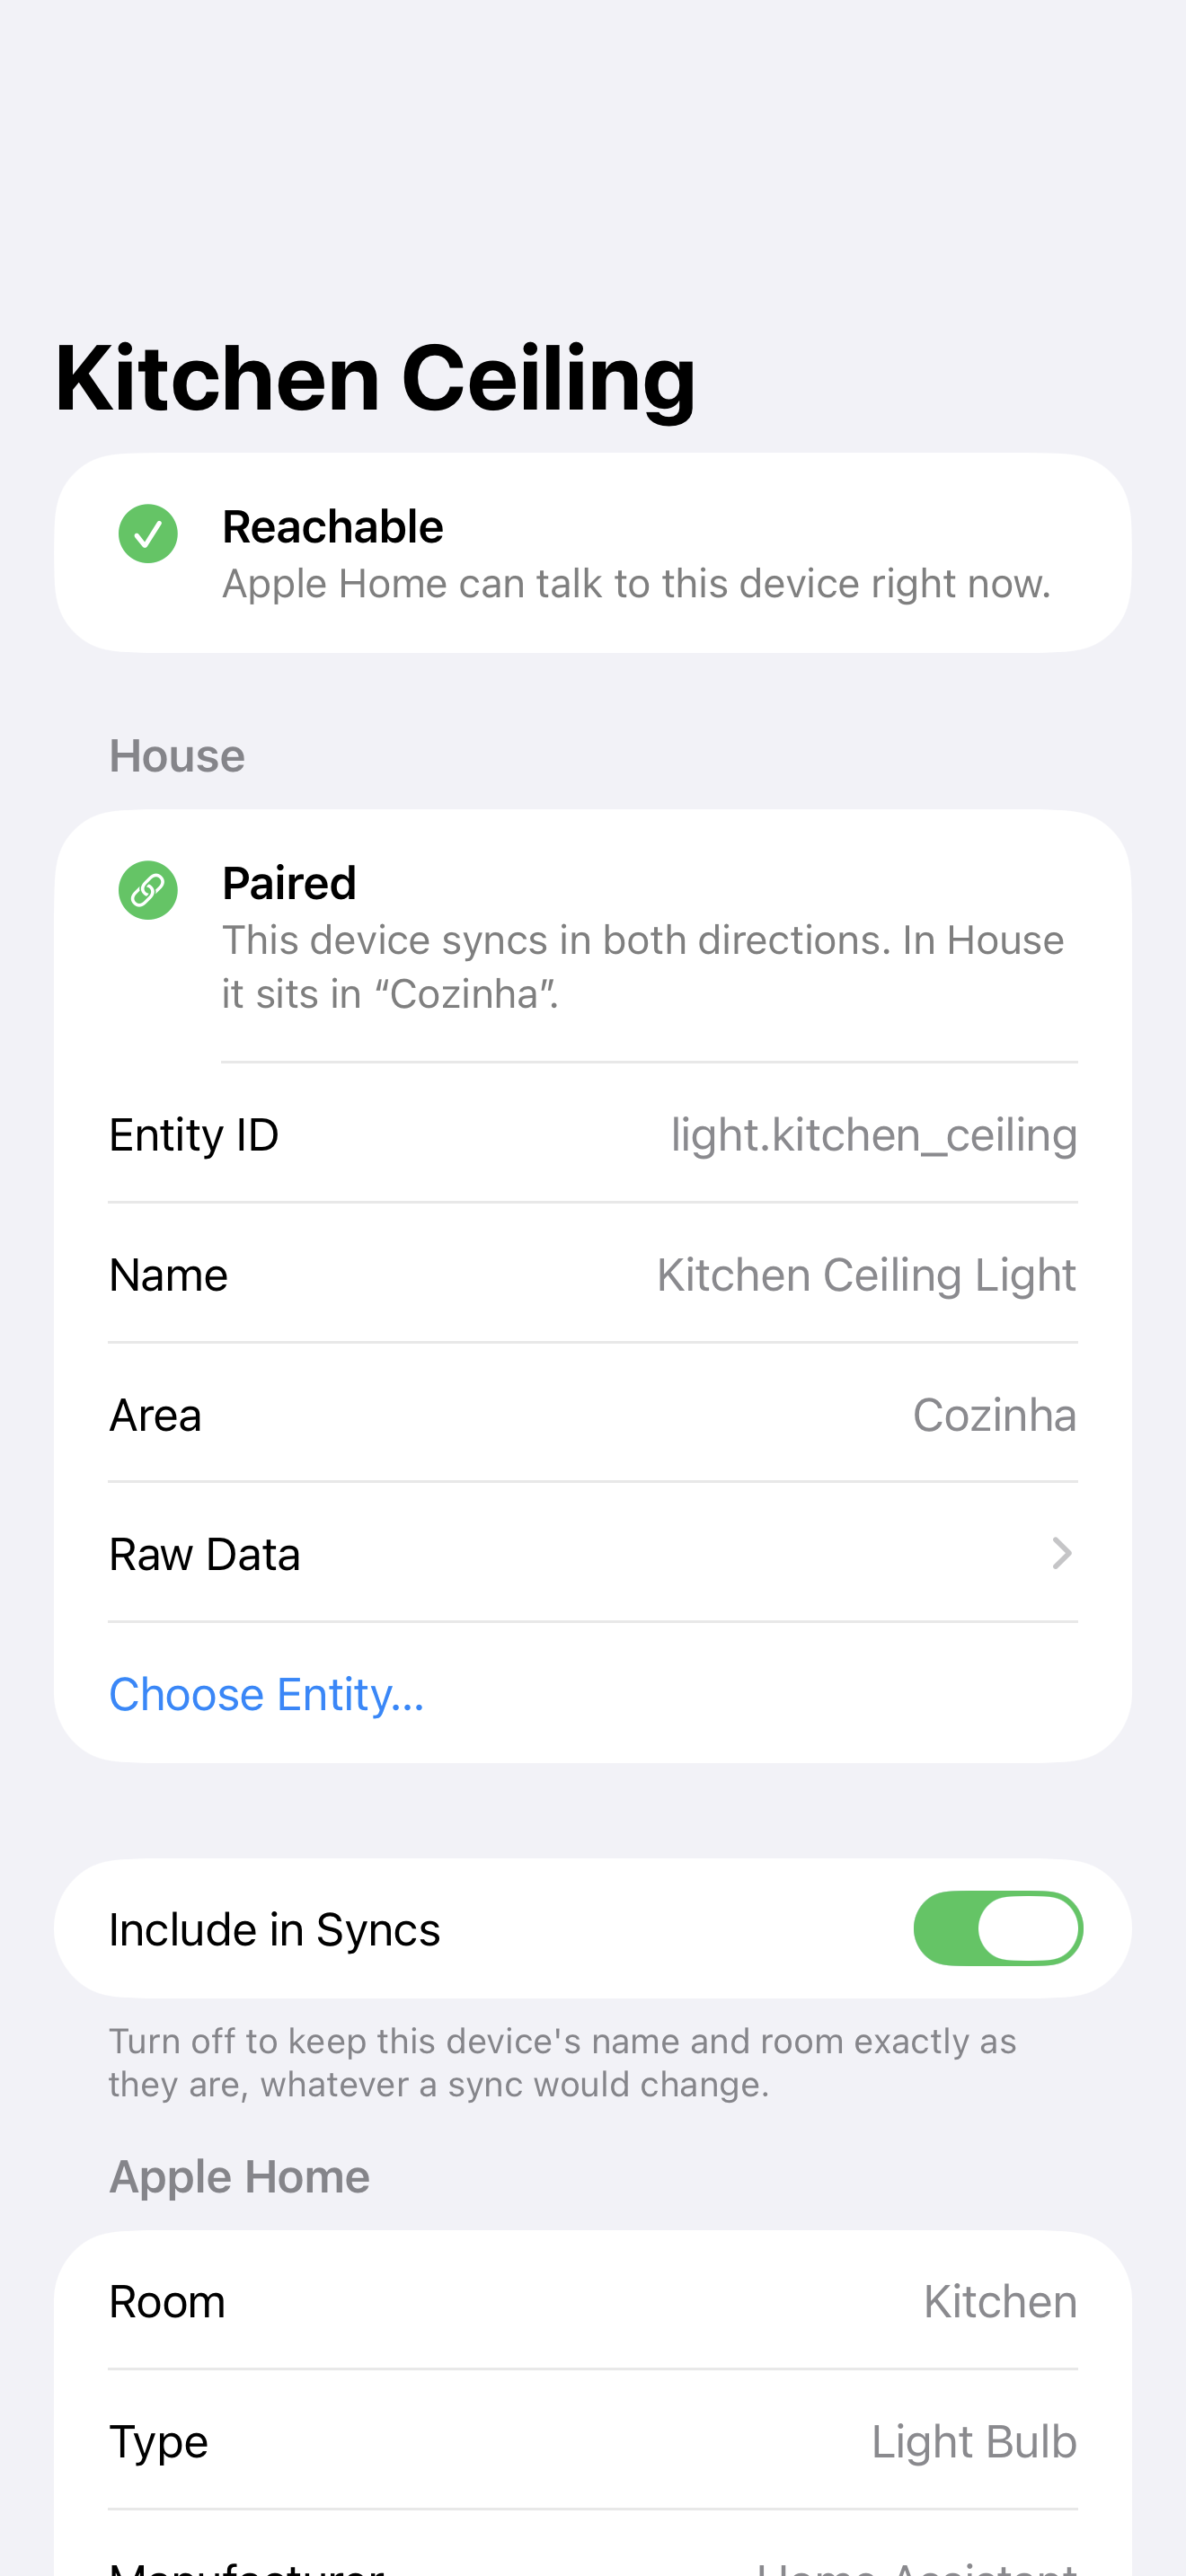 Kitchen Ceiling
Reachable
Apple Home can talk to this device right now.
House
Paired
This device syncs in both directions. In House
it sits in “Cozinha”.
Entity ID
light.kitchen_ceiling
Name
Kitchen Ceiling Light
Area
Cozinha
Raw Data
Choose Entity...
Include in Syncs
Turn off to keep this device's name and room exactly as
they are, whatever a sync would change.
Apple Home
Room
Kitchen
Type
Light Bulb
Manufacturer
Home Assistant